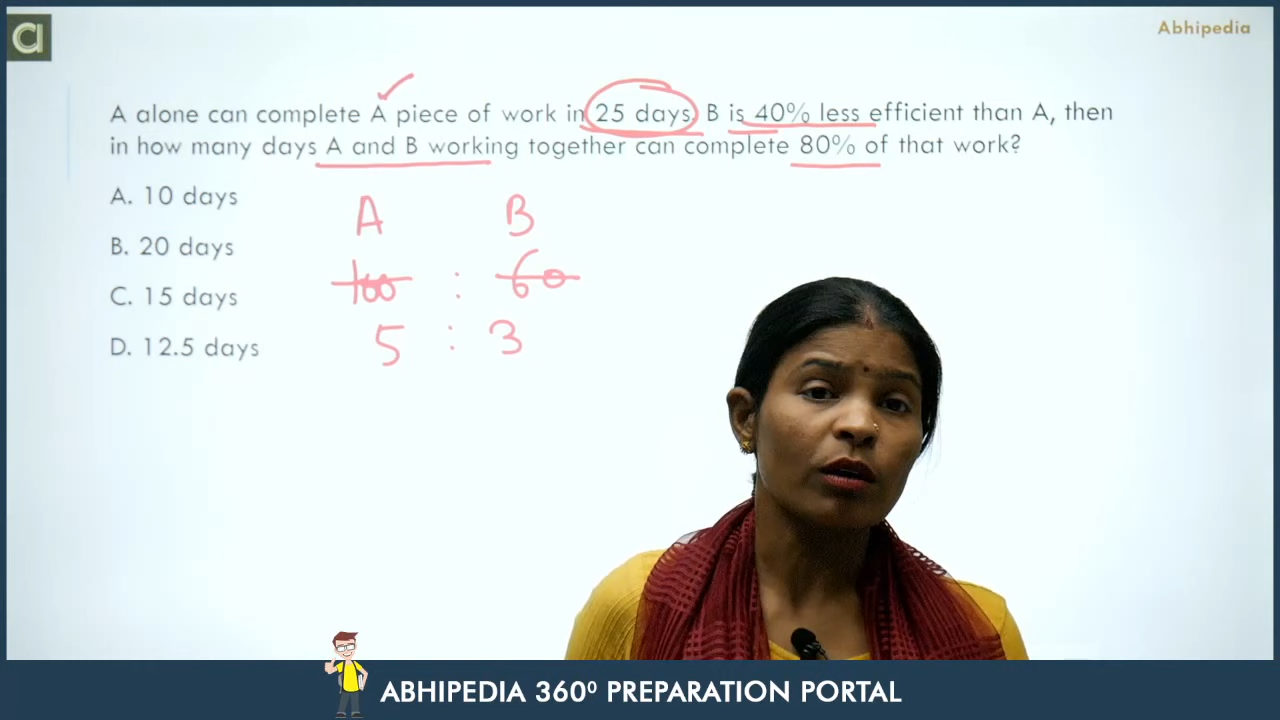 Abhipedia
A alone can complete A piece of work in 25 days. B is 40% less efficient than A, then
in how many days A and B working together can complete 80% of that work?
A. 10 days
B. 20 days
C. 15 days
D. 12.5 days
A B
100 : 60
5 : 3
ABHIPEDIA 360⁰ PREPARATION PORTAL